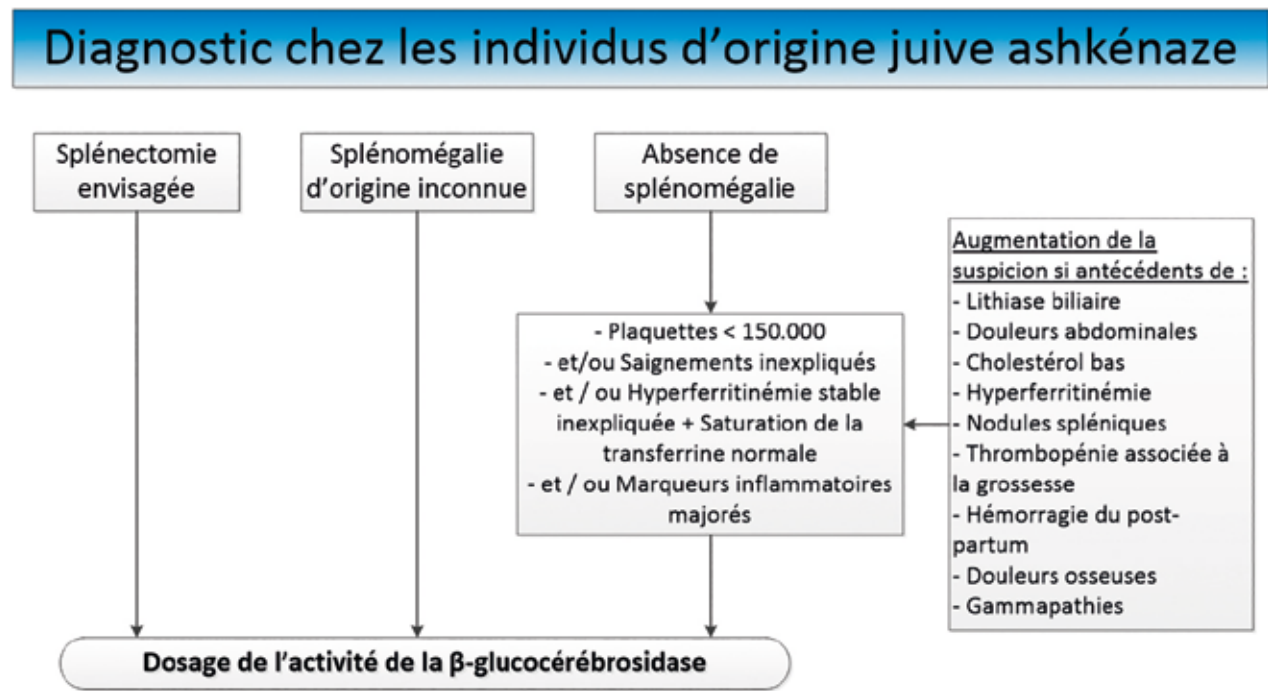 Diagnostic chez les individus d'origine juive ashkénaze
Splénectomie
envisagée
Splénomégalie
d'origine inconnue
Absence de
splénomégalie
- Plaquettes < 150.000
- et/ou Saignements inexpliqués
- et / ou Hyperferritinémie stable
inexpliquée + Saturation de la
transferrine normale
- et / ou Marqueurs inflammatoires
majorés
Augmentation de la
suspicion si antécédents de :
- Lithiase biliaire
- Douleurs abdominales
- Cholestérol bas
- Hyperferritinémie
- Nodules spléniques
- Thrombopénie associée à
la grossesse
- Hémorragie du post-
partum
- Douleurs osseuses
- Gammapathies
Dosage de l'activité de la β-glucocérébrosidase